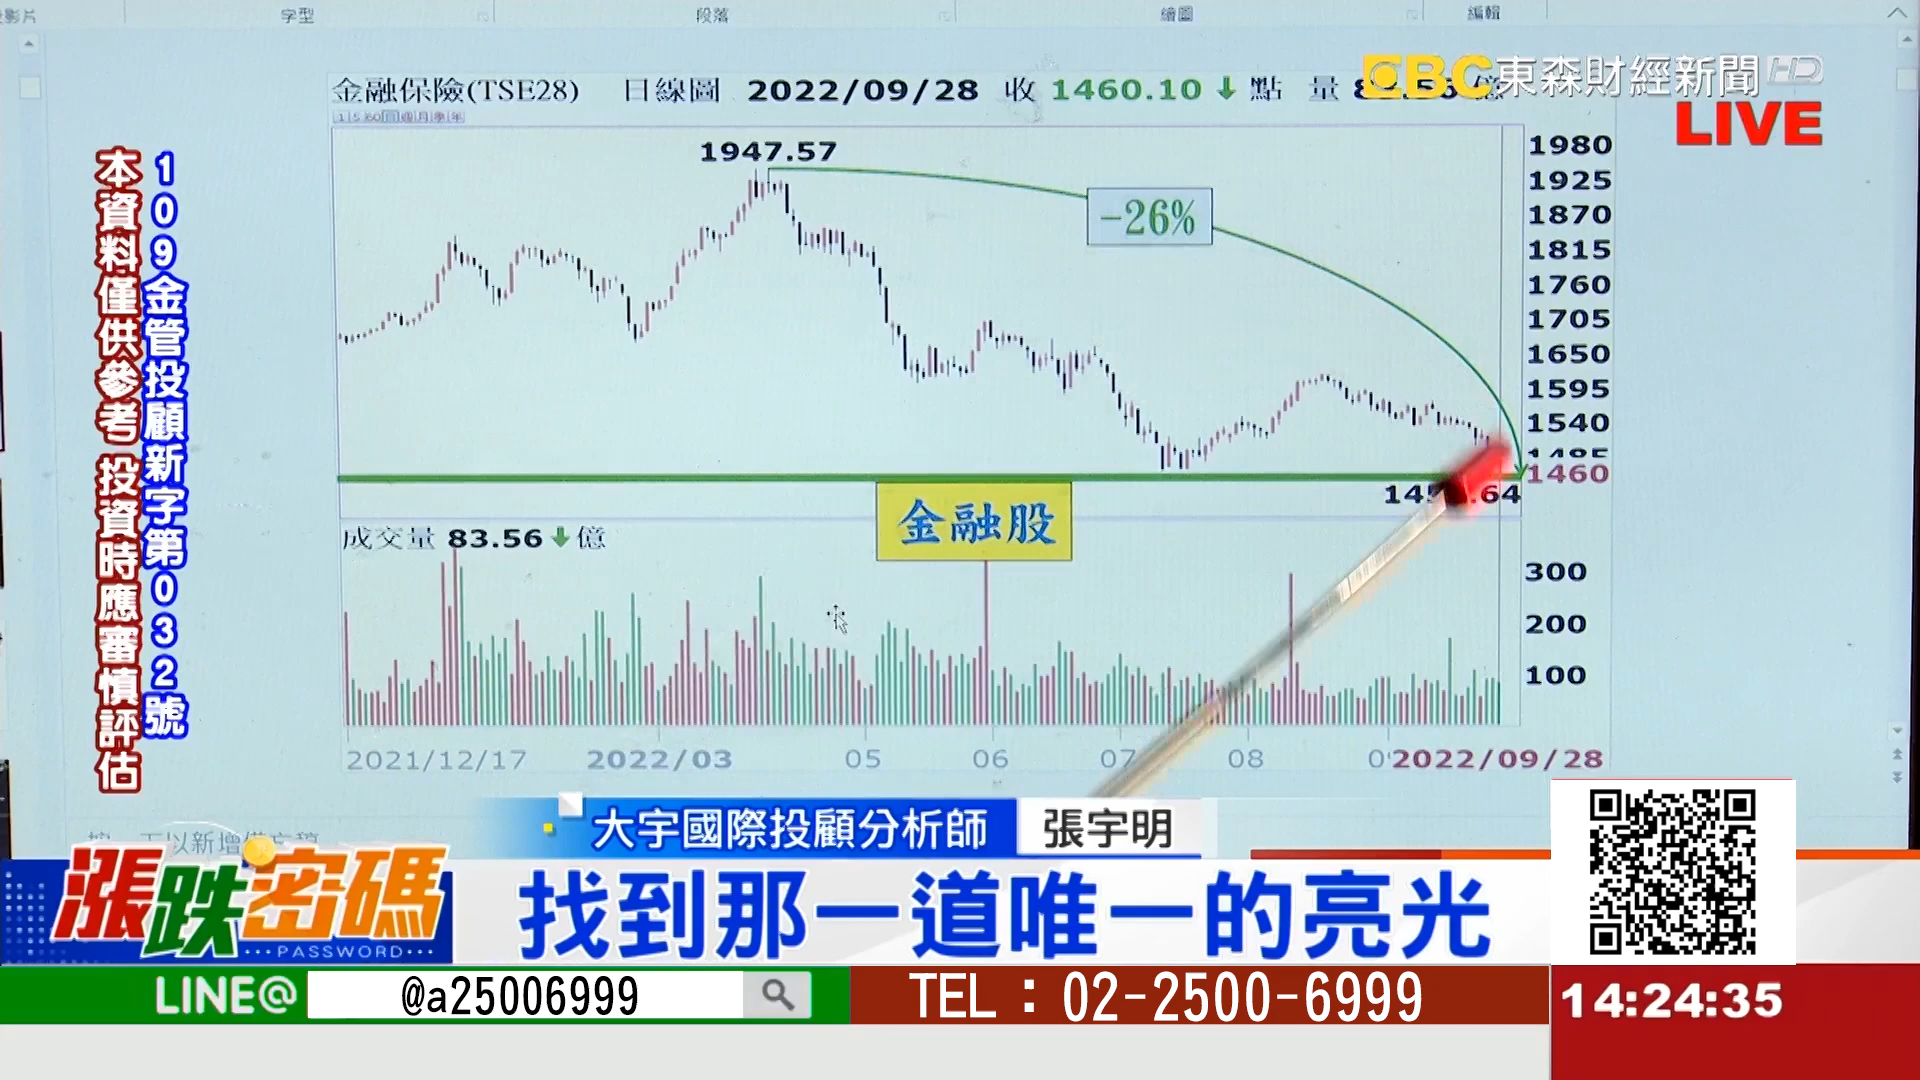 字型
段落
繪圖
編輯
金融保險(TSE28) 日線圖 2022/09/28 收 1460.10↓點 量
EBC東森財經新聞HD
LIVE
1947.57
-26%
1980
1925
1870
1815
1760
1705
1650
1595
1540
1485
1460
金融股
成交量 83.56↓億
300
200
100
2021/12/17
2022/03
05
06
07
08
2022/09/28
109金管投顧新字第032號
本資料僅供參考 投資時應審慎評估
大宇國際投顧分析師 張宇明
漲跌密碼
PASSWORD
找到那一道唯一的亮光
LINE@ @a25006999
TEL：02-2500-6999
14:24:35